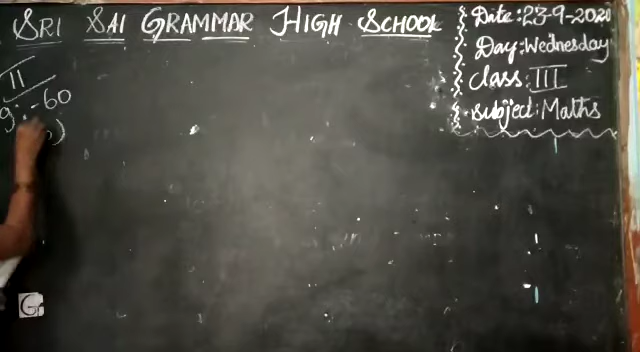 SRI SAI GRAMMAR HIGH SCHOOL
Date:23-9-2020
Day:Wednesday
Class:III
Subject:Maths
II
g:-60
)
G